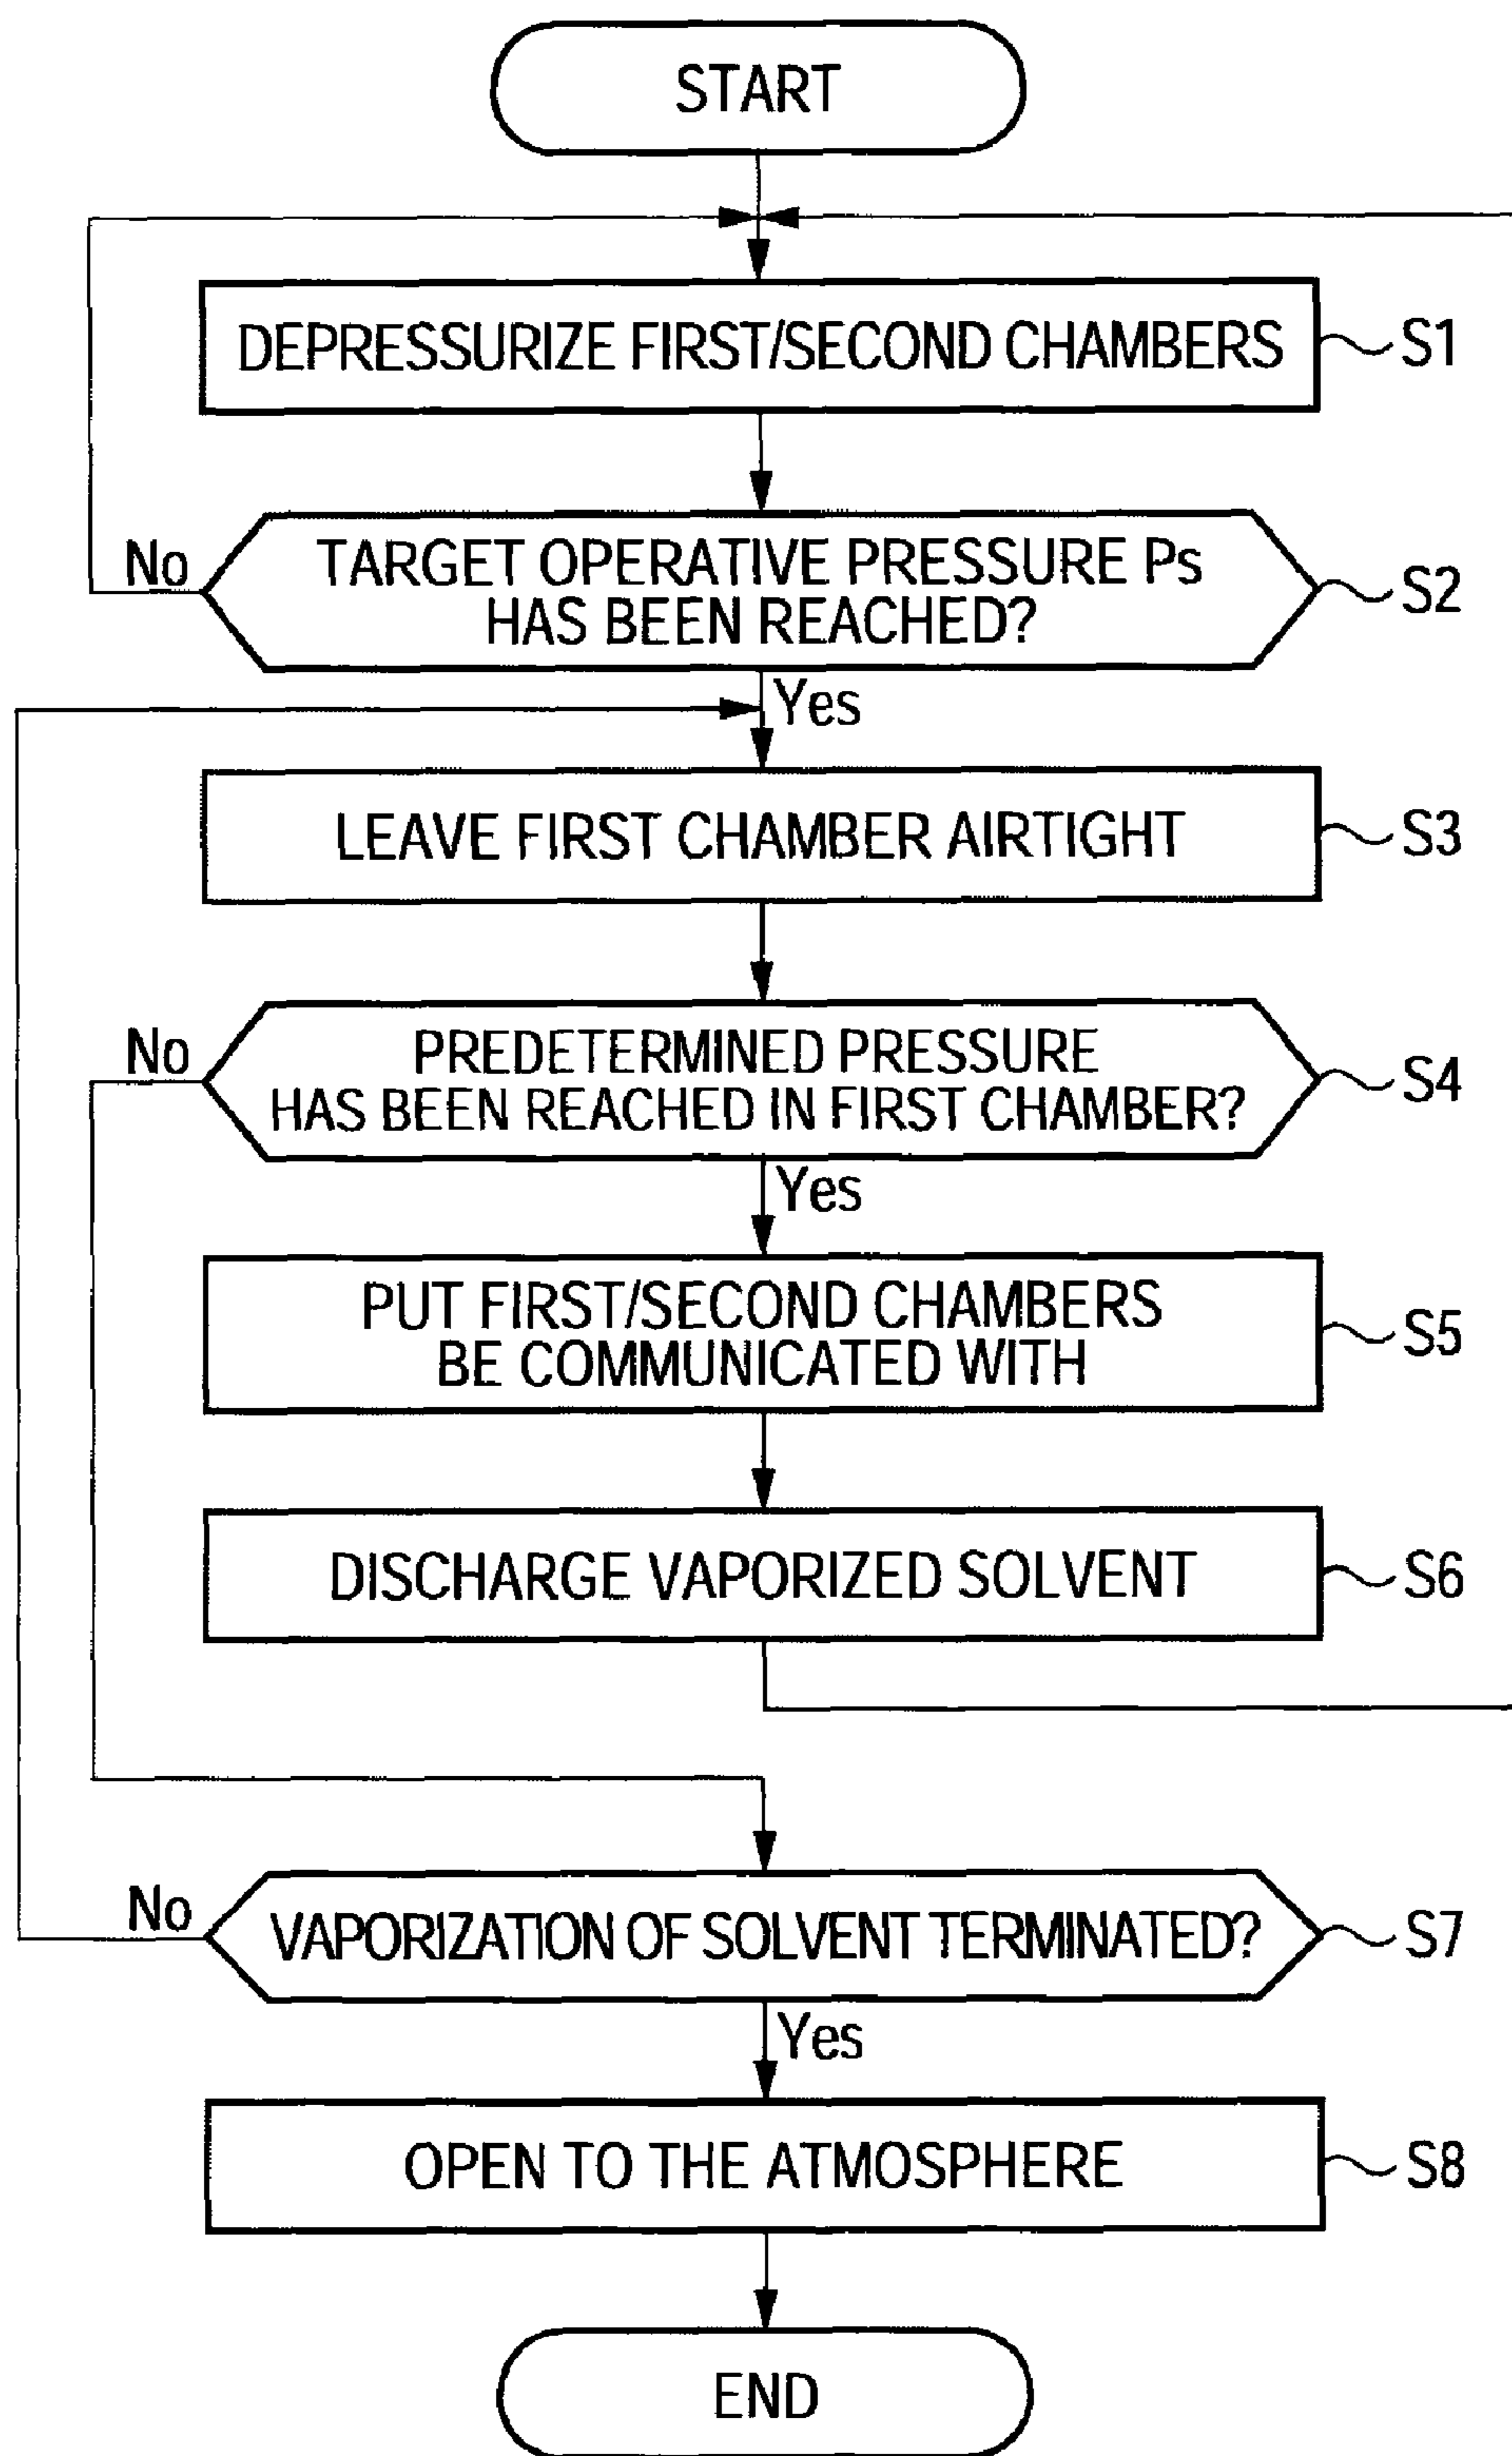 START
DEPRESSURIZE FIRST/SECOND CHAMBERS
S1
No
TARGET OPERATIVE PRESSURE Ps
HAS BEEN REACHED?
S2
Yes
LEAVE FIRST CHAMBER AIRTIGHT
S3
No
PREDETERMINED PRESSURE
HAS BEEN REACHED IN FIRST CHAMBER?
S4
Yes
PUT FIRST/SECOND CHAMBERS
BE COMMUNICATED WITH
S5
DISCHARGE VAPORIZED SOLVENT
S6
No
VAPORIZATION OF SOLVENT TERMINATED?
S7
Yes
OPEN TO THE ATMOSPHERE
S8
END